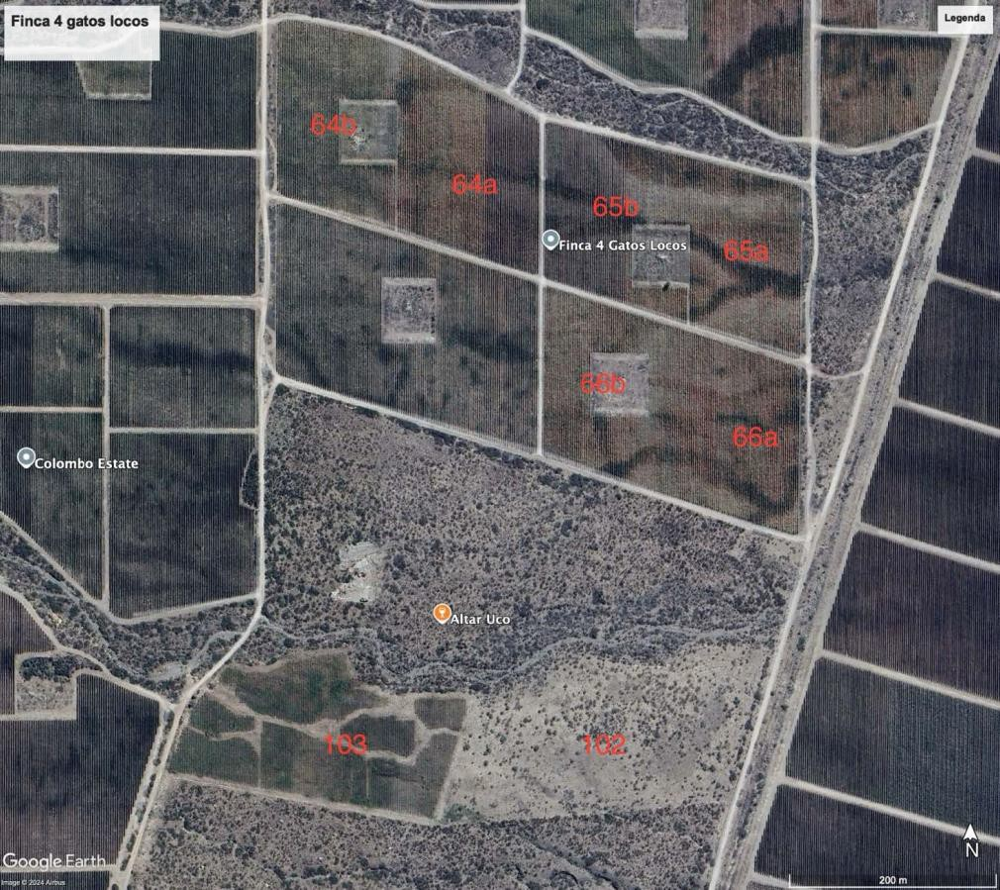 Finca 4 gatos locos
Legenda
64b
64a
65b
Finca 4 Gatos Locos
65a
66b
66a
Colombo Estate
Altar Uco
103
102
N
Google Earth
Image © 2024 Airbus
200 m